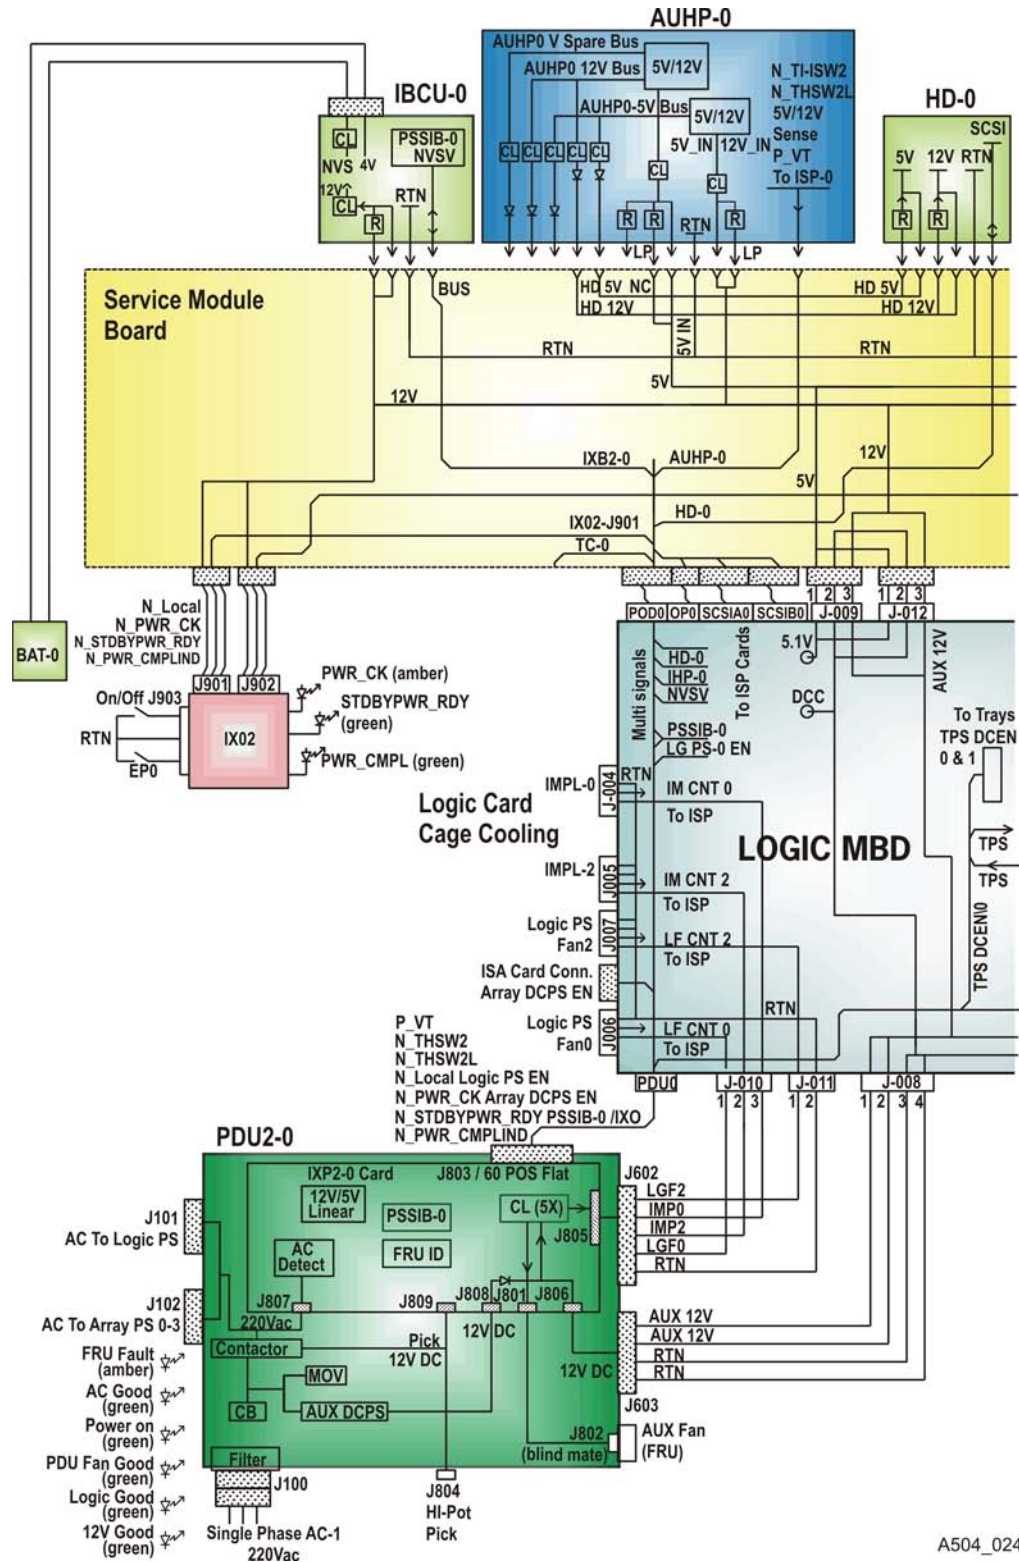 AUHP-0
AUHP0 V Spare Bus
AUHP0 12V Bus
5V/12V
N_TI-ISW2
N_THSW2L
5V/12V
Sense
P_VT
To ISP-0
AUHP0-5V Bus
5V/12V
5V_IN
12V_IN
CL
CL
CL
CL
CL
CL
CL
R
R
R
RTN
LP
LP
IBCU-0
CL
PSSIB-0
NVSV
NVS
4V
12V
CL
R
RTN
HD-0
SCSI
5V
12V
RTN
R
R
Service Module
Board
BUS
HD 5V NC
HD 12V
HD 5V
HD 12V
RTN
5V IN
RTN
5V
12V
IXB2-0
AUHP-0
12V
5V
IX02-J901
HD-0
TC-0
1
2
3
1
2
3
N_Local
N_PWR_CK
N_STDBYPWR_RDY
N_PWR_CMPLIND
BAT-0
J901
J902
On/Off J903
RTN
EP0
IX02
PWR_CK (amber)
STDBYPWR_RDY
(green)
PWR_CMPL (green)
POD0
OP0
SCSIA0
SCSIB0
J-009
J-012
Multi signals
HD-0
IHP-0
NVSV
PSSIB-0
LG PS-0 EN
To ISP Cards
5.1V
DCC
AUX 12V
To Trays
TPS DCEN
0 & 1
TPS
TPS
TPS DCEN\0
LOGIC MBD
Logic Card
Cage Cooling
IMPL-0
J-004
RTN
IM CNT 0
To ISP
IMPL-2
J005
IM CNT 2
To ISP
Logic PS
Fan2
J007
LF CNT 2
To ISP
ISA Card Conn.
Array DCPS EN
Logic PS
Fan0
J006
LF CNT 0
To ISP
RTN
PDU0
J-010
J-011
J-008
1
2
3
1
2
1
2
3
4
P_VT
N_THSW2
N_THSW2L
N_Local Logic PS EN
N_PWR_CK Array DCPS EN
N_STDBYPWR_RDY PSSIB-0 /IXO
N_PWR_CMPLIND
PDU2-0
IXP2-0 Card
J803 / 60 POS Flat
12V/5V
Linear
PSSIB-0
CL (5X)
J805
AC
Detect
FRU ID
J807
J809
J808
J801
J806
J602
LGF2
IMP0
IMP2
LGF0
RTN
J101
AC To Logic PS
J102
AC To Array PS 0-3
220Vac
Contactor
Pick
12V DC
12V DC
12V DC
MOV
CB
AUX DCPS
AUX 12V
AUX 12V
RTN
RTN
J603
J802
(blind mate)
AUX Fan
(FRU)
FRU Fault
(amber)
AC Good
(green)
Power on
(green)
PDU Fan Good
(green)
Logic Good
(green)
12V Good
(green)
Filter
J100
Single Phase AC-1
220Vac
J804
HI-Pot
Pick
A504_024